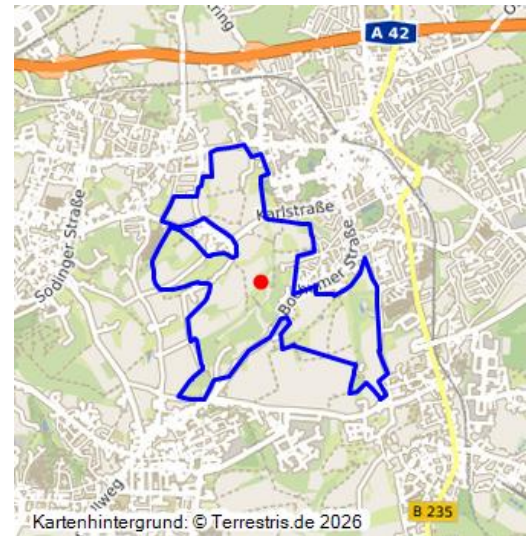 A 42
Karlstraße
Sodinger Straße
Bochumer Straße
B 235
Kartenhintergrund: © Terrestris.de 2026